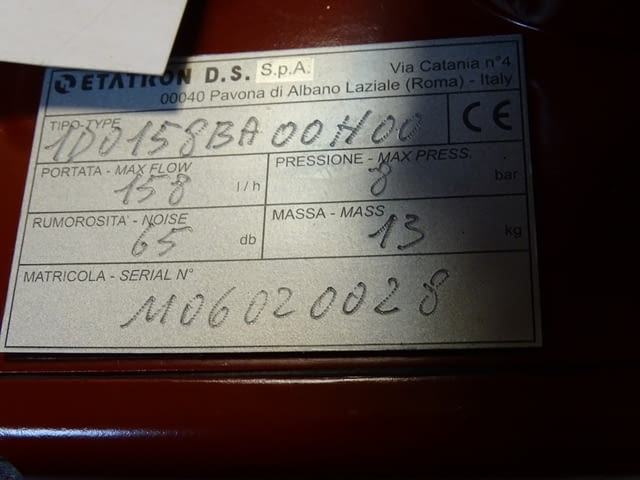 ETATRON D.S. S.p.A. Via Catania n°4
00040 Pavona di Albano Laziale (Roma) - Italy
TIPO-TYPE
1D0158BA00H00 CE
PORTATA - MAX FLOW
158 l / h
PRESSIONE - MAX PRESS.
8 bar
RUMOROSITA' - NOISE
65 db
MASSA - MASS
13 kg
MATRICOLA - SERIAL N°
M06020028